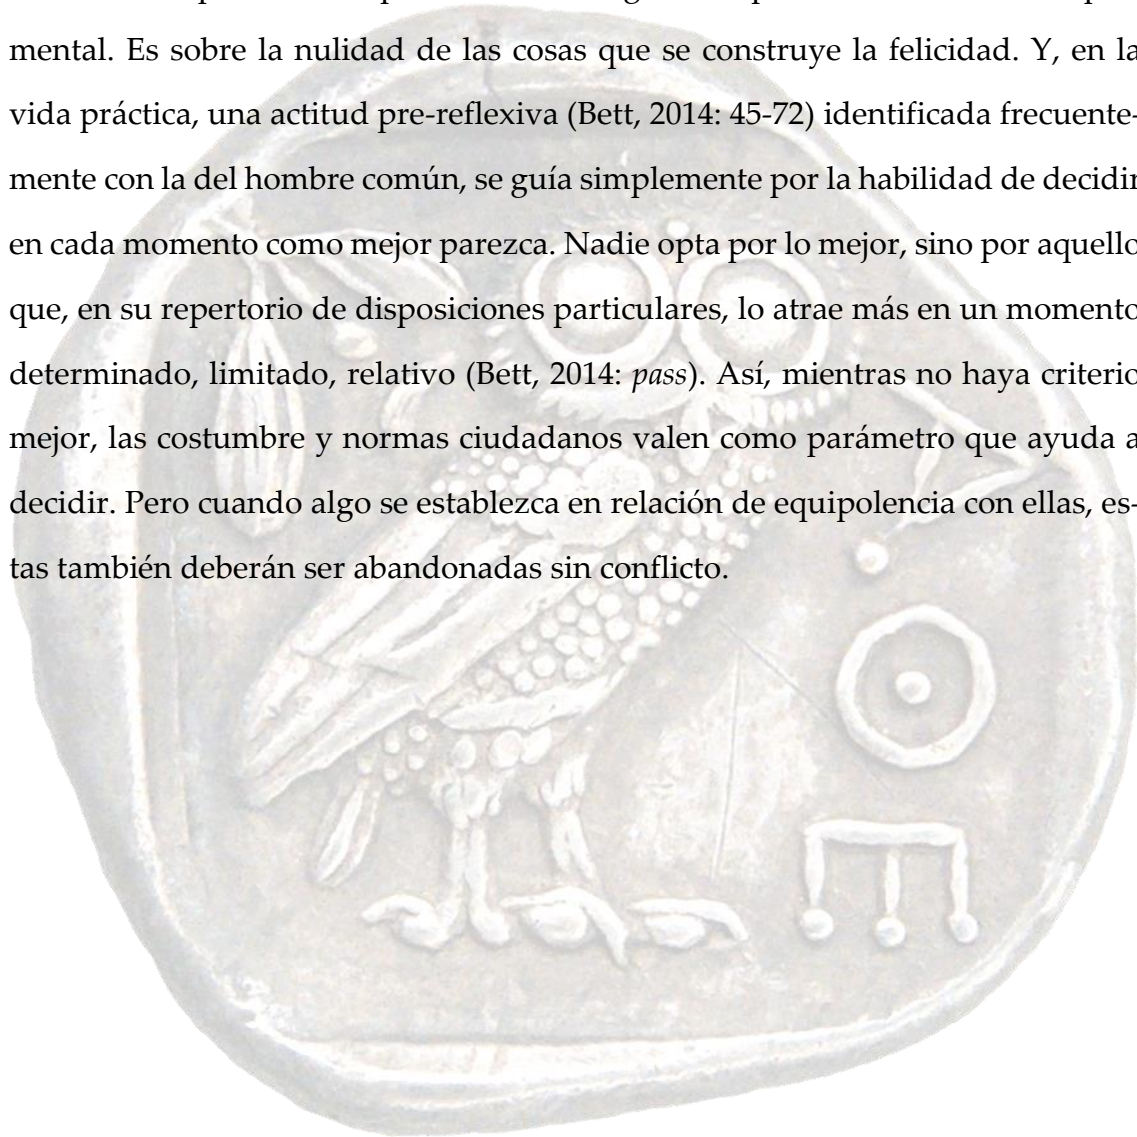 mental. Es sobre la nulidad de las cosas que se construye la felicidad. Y, en la
vida práctica, una actitud pre-reflexiva (Bett, 2014: 45-72) identificada frecuente-
mente con la del hombre común, se guía simplemente por la habilidad de decidir
en cada momento como mejor parezca. Nadie opta por lo mejor, sino por aquello
que, en su repertorio de disposiciones particulares, lo atrae más en un momento
determinado, limitado, relativo (Bett, 2014: pass). Así, mientras no haya criterio
mejor, las costumbre y normas ciudadanos valen como parámetro que ayuda a
decidir. Pero cuando algo se establezca en relación de equipolencia con ellas, es-
tas también deberán ser abandonadas sin conflicto.